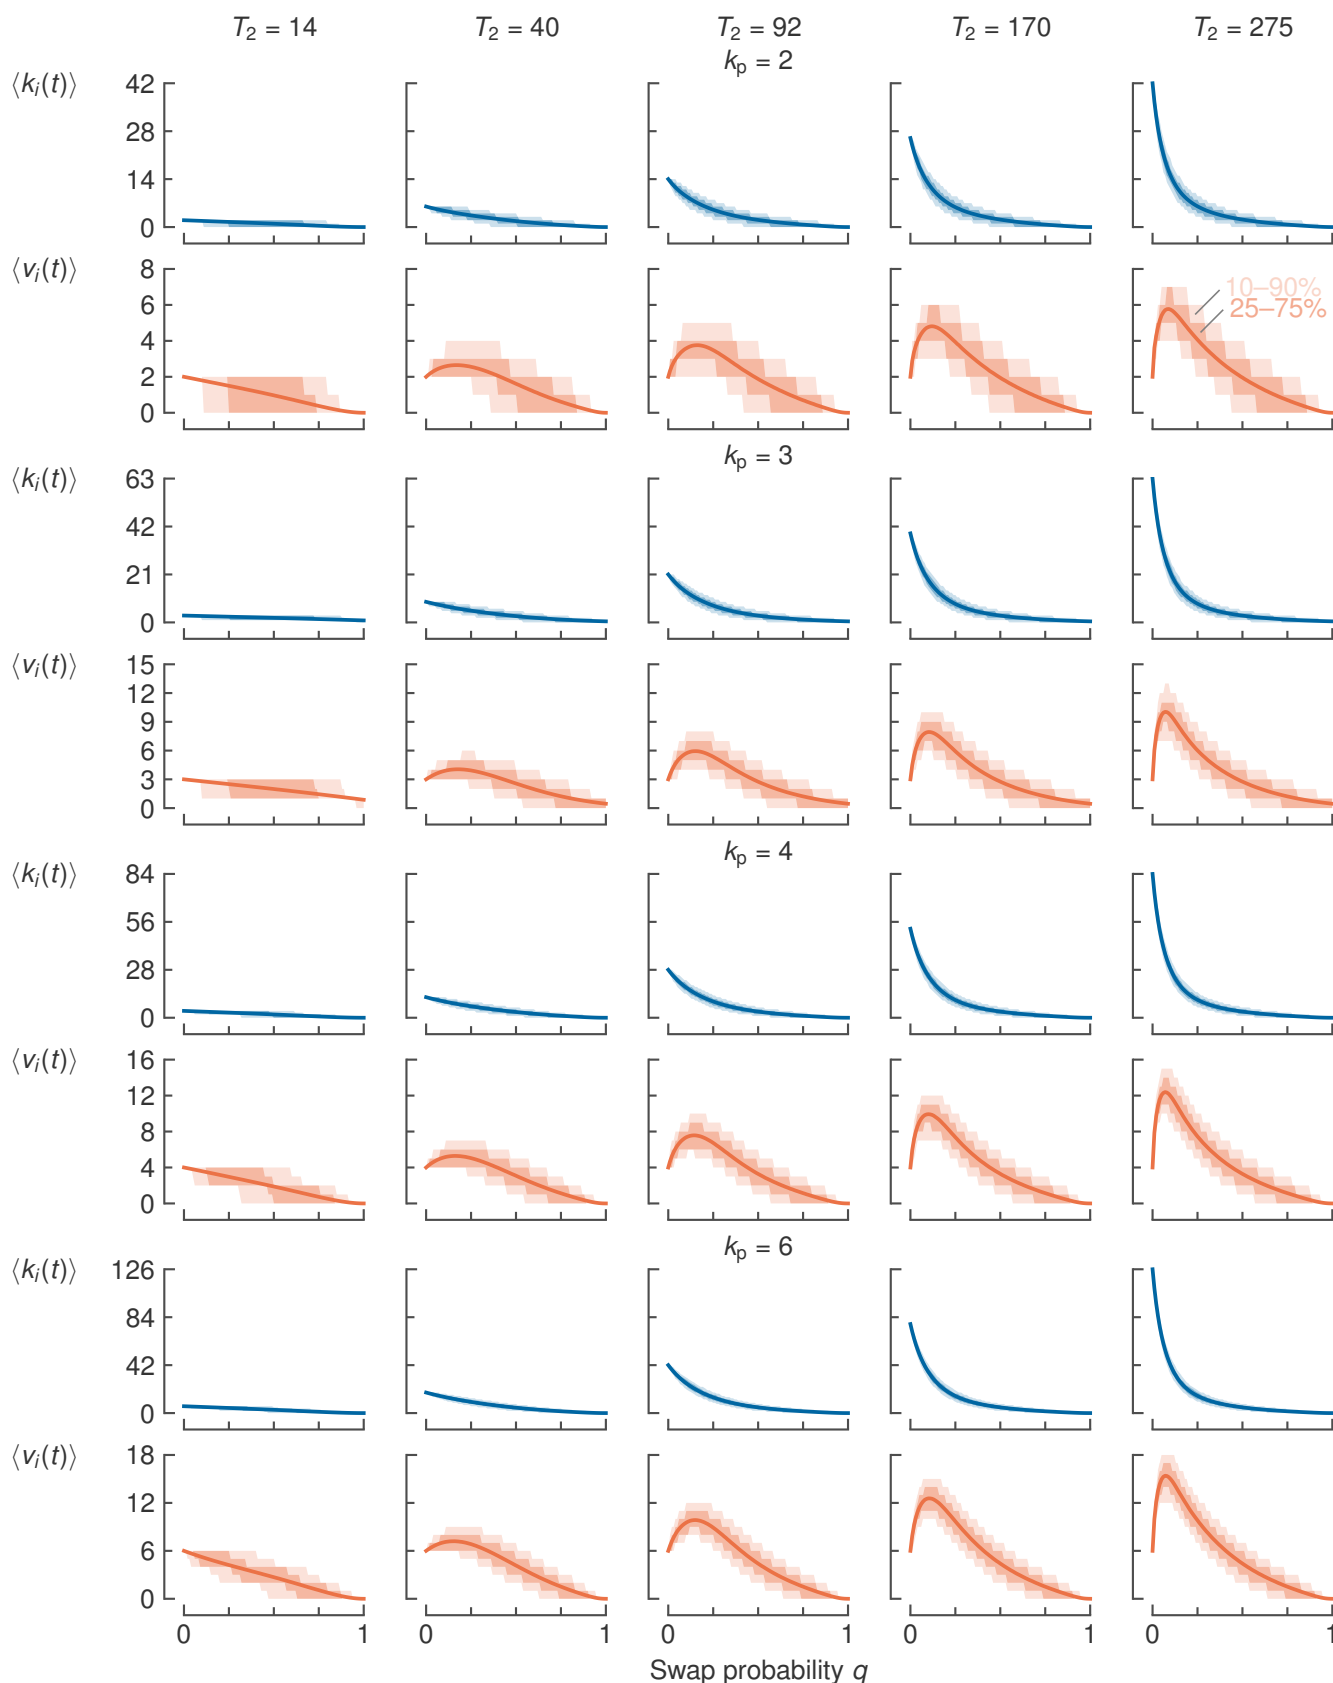 T2 = 14 T2 = 40 T2 = 92 T2 = 170 T2 = 275
kp = 2
⟨ki(t)⟩ 42
28
14
0
⟨vi(t)⟩ 8
6
4
2
0
10–90%
25–75%
kp = 3
⟨ki(t)⟩ 63
42
21
0
⟨vi(t)⟩ 15
12
9
6
3
0
kp = 4
⟨ki(t)⟩ 84
56
28
0
⟨vi(t)⟩ 16
12
8
4
0
kp = 6
⟨ki(t)⟩ 126
84
42
0
⟨vi(t)⟩ 18
12
6
0
0 1 0 1 0 1 0 1 0 1
Swap probability q